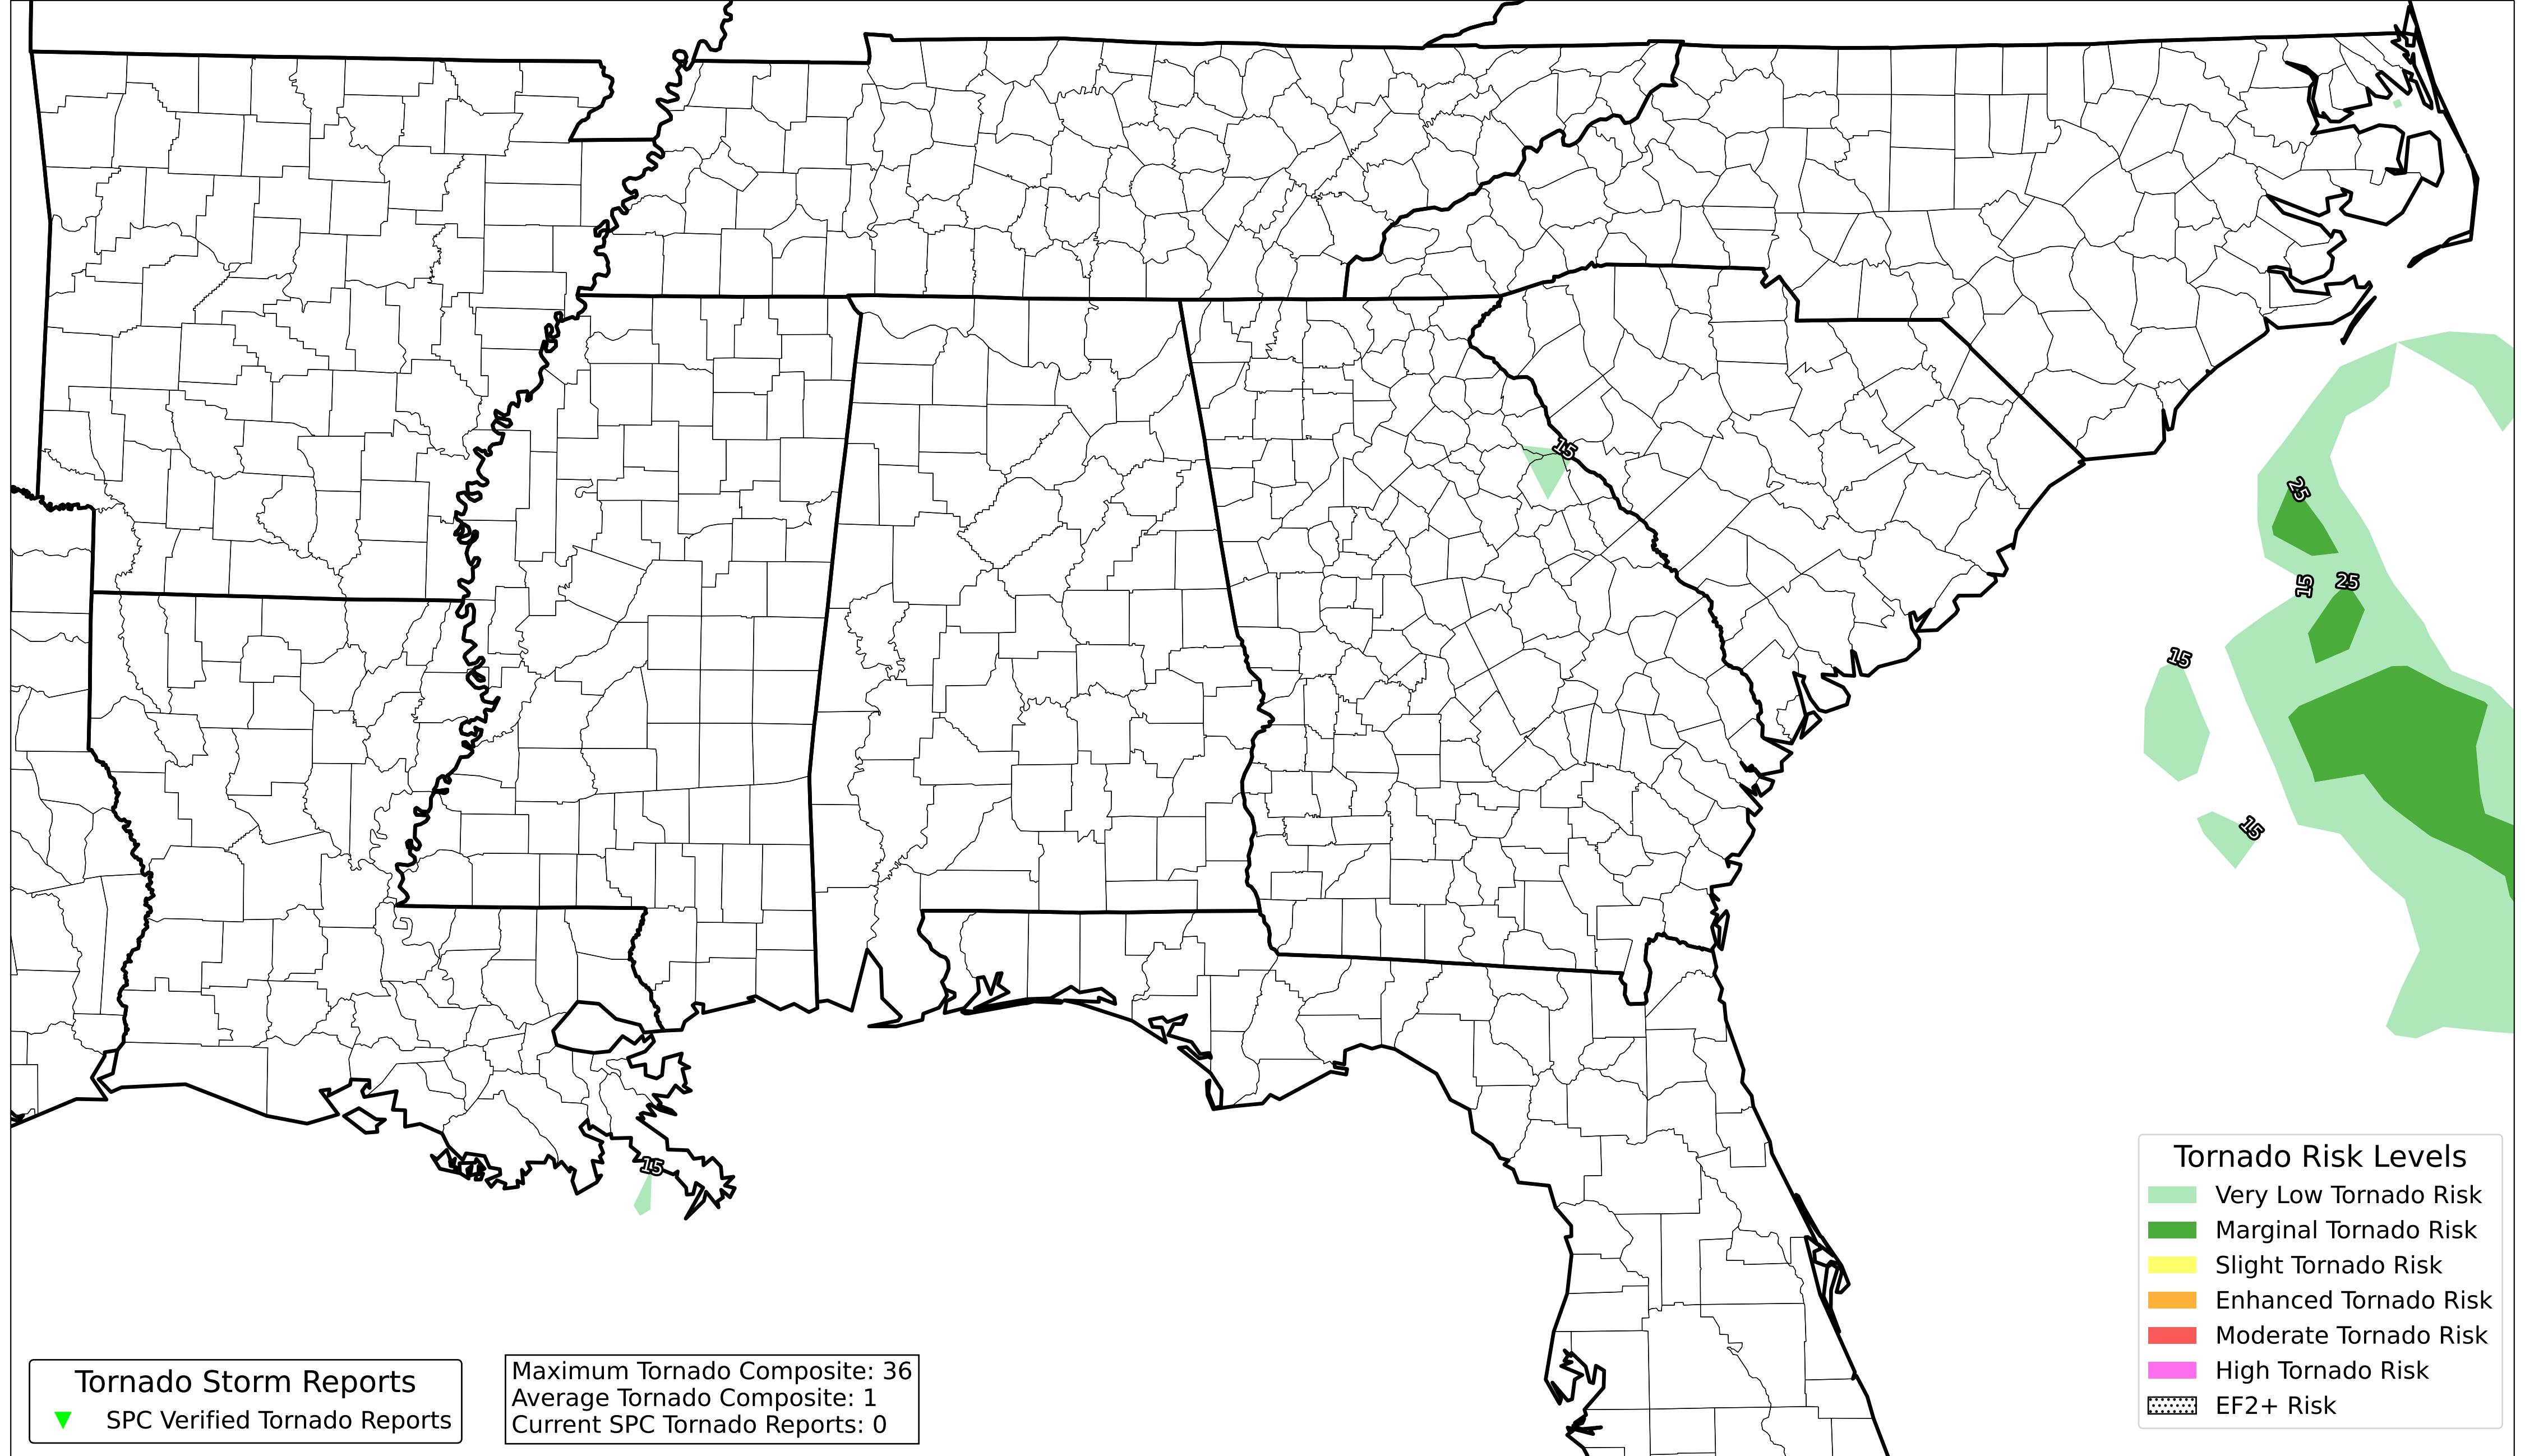 15
25
15
25
15
15
15
Tornado Storm Reports
SPC Verified Tornado Reports
Maximum Tornado Composite: 36
Average Tornado Composite: 1
Current SPC Tornado Reports: 0
Tornado Risk Levels
Very Low Tornado Risk
Marginal Tornado Risk
Slight Tornado Risk
Enhanced Tornado Risk
Moderate Tornado Risk
High Tornado Risk
EF2+ Risk